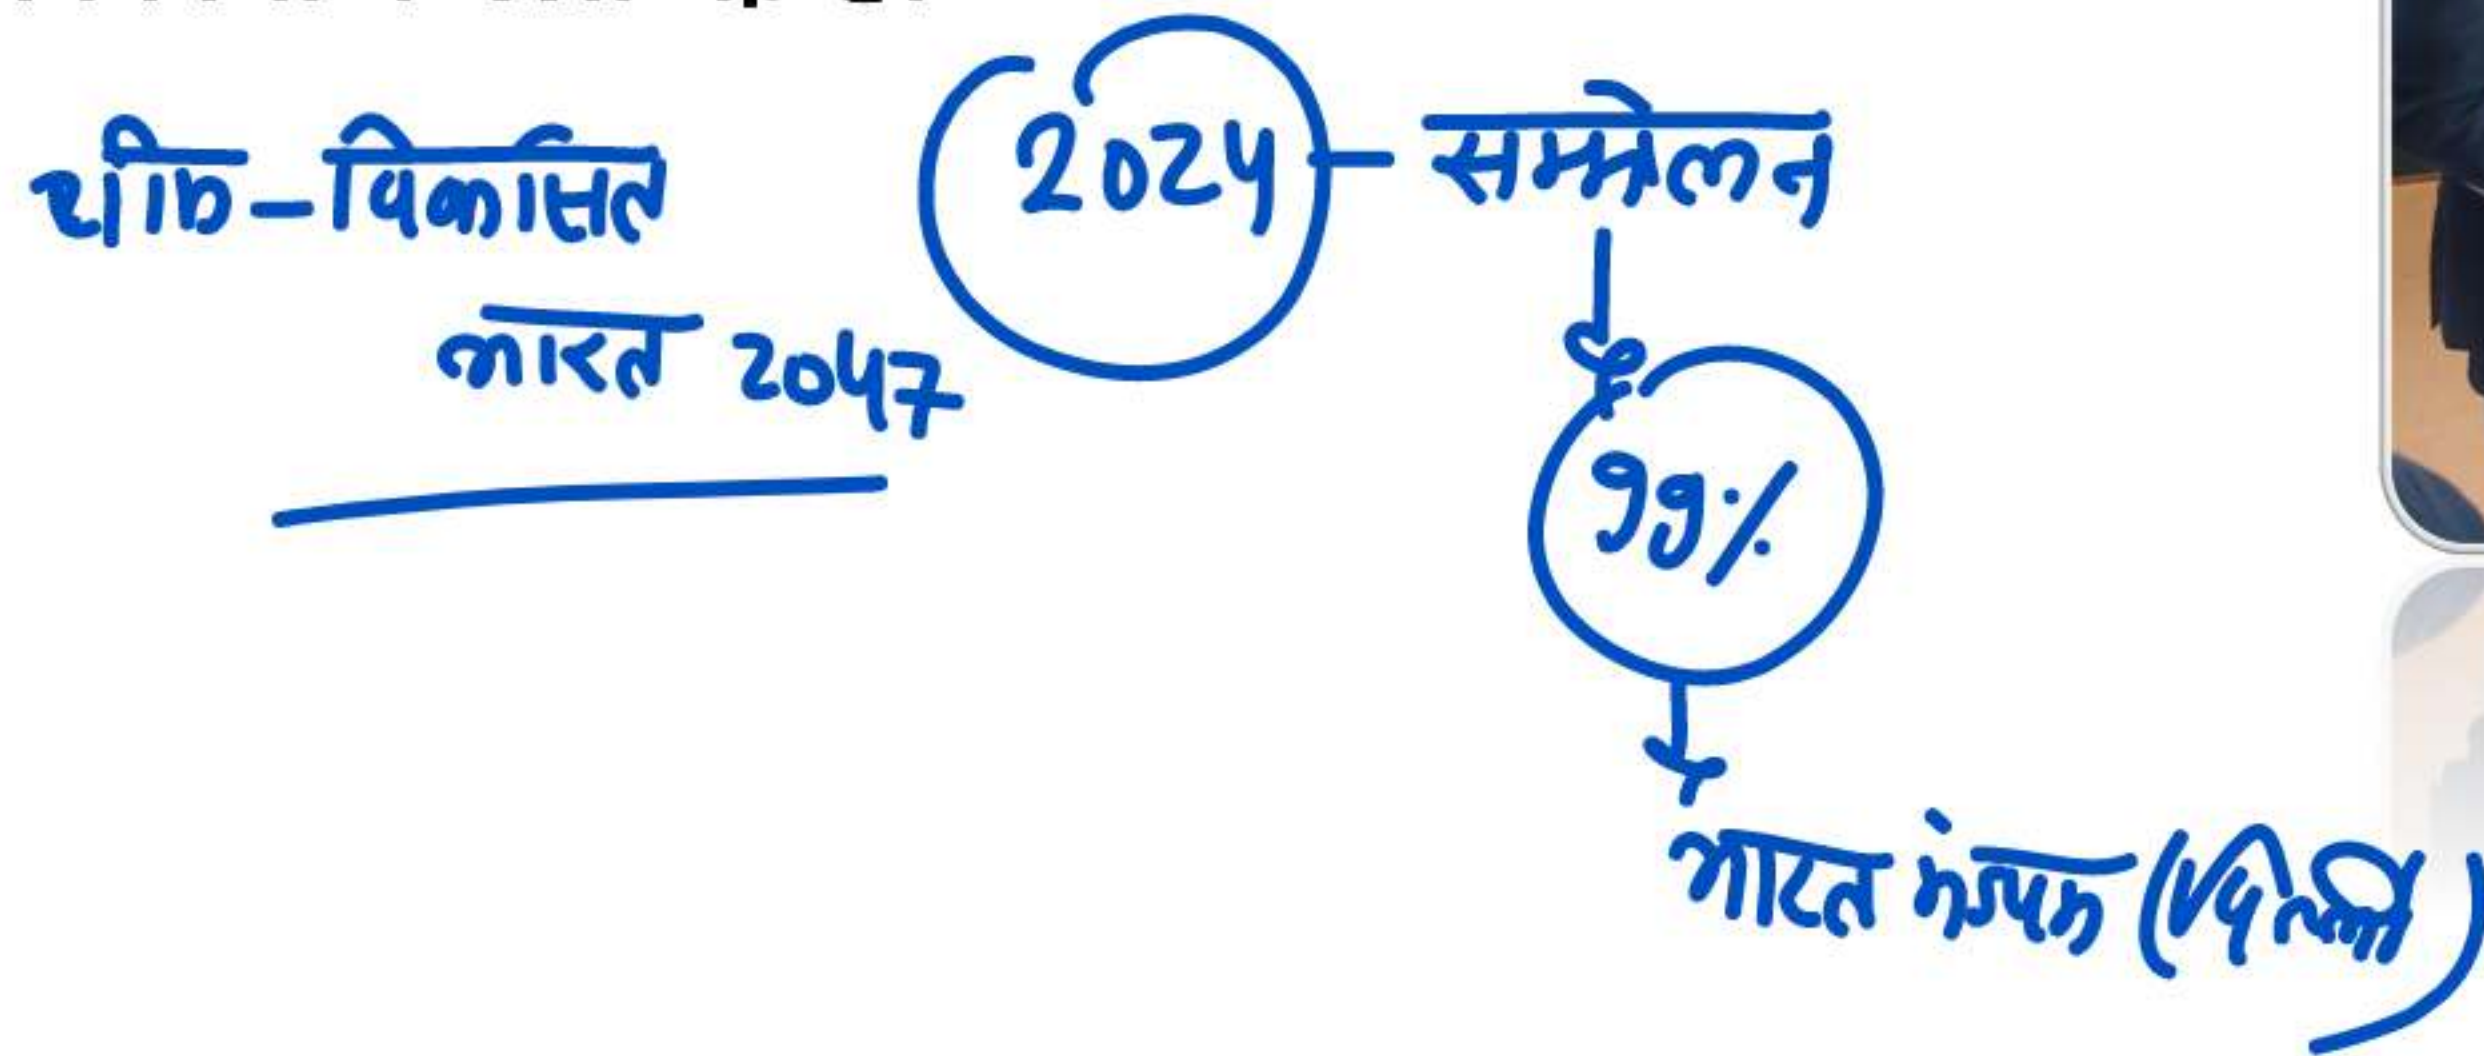 थीम-विकसित
भारत 2047
2024 - सम्मेलन
99%
भारत मंडपम (दिल्ली)